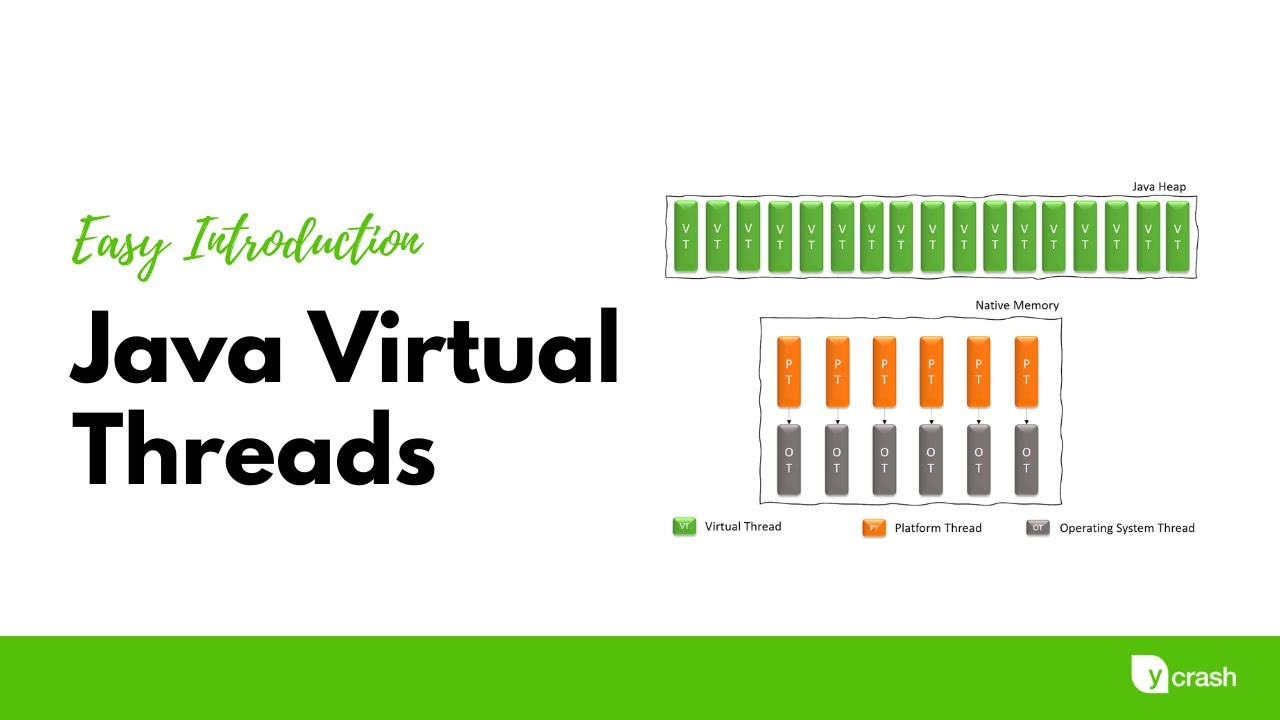 Easy Introduction
Java Virtual
Threads
Java Heap
V V V V V V V V V V V V V V V V V
T T T T T T T T T T T T T T T T T
Native Memory
P P P P P P
T T T T T T
O O O O O O
T T T T T T
VT Virtual Thread
PT Platform Thread
OT Operating System Thread
ycrash